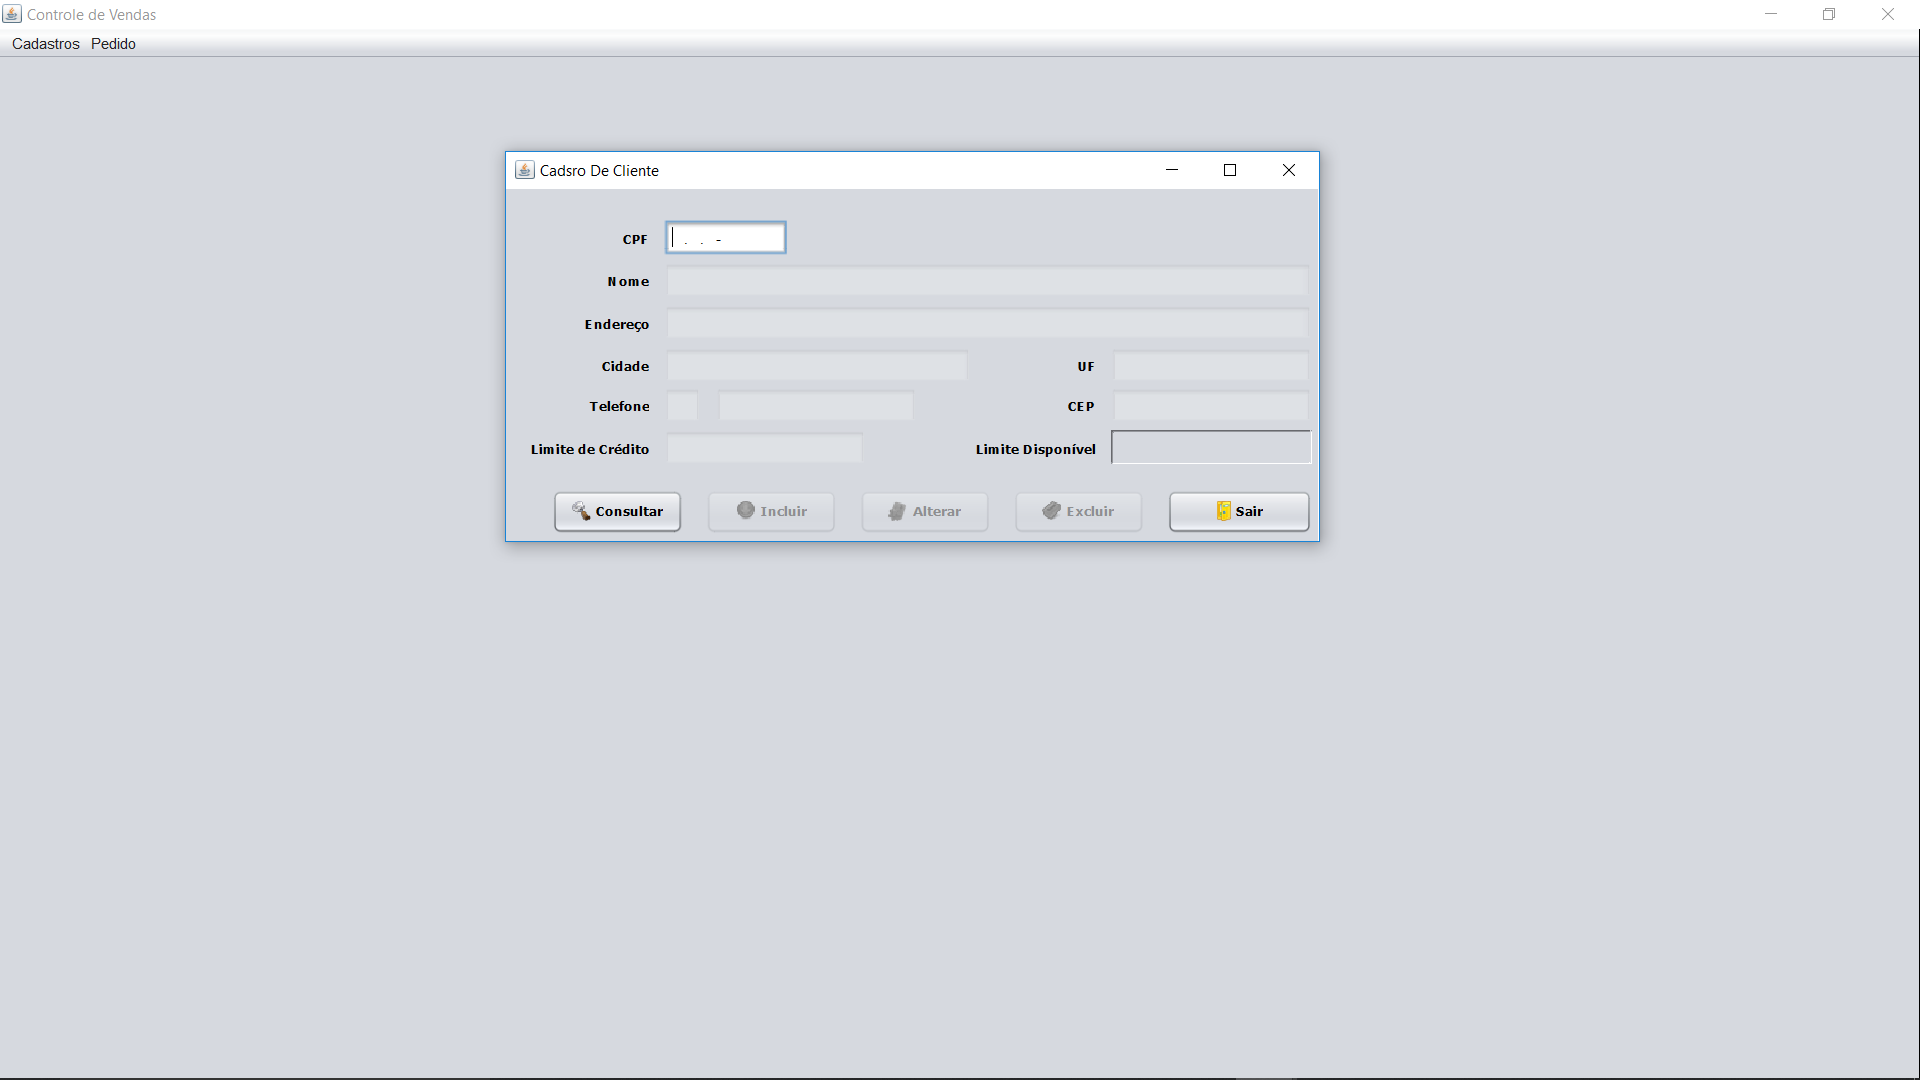 Controle de Vendas
Cadastros Pedido
Cadsro De Cliente
CPF . . -
Nome
Endereço
Cidade UF
Telefone CEP
Limite de Crédito Limite Disponível
Consultar Incluir Alterar Excluir Sair